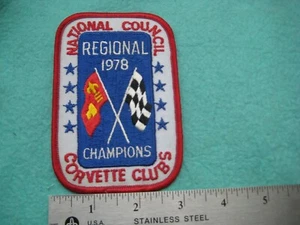 NATIONAL COUNCIL
REGIONAL
1978
CHAMPIONS
CORVETTE CLUBS
1 2 3 4 5
U.S.A. STAINLESS STEEL